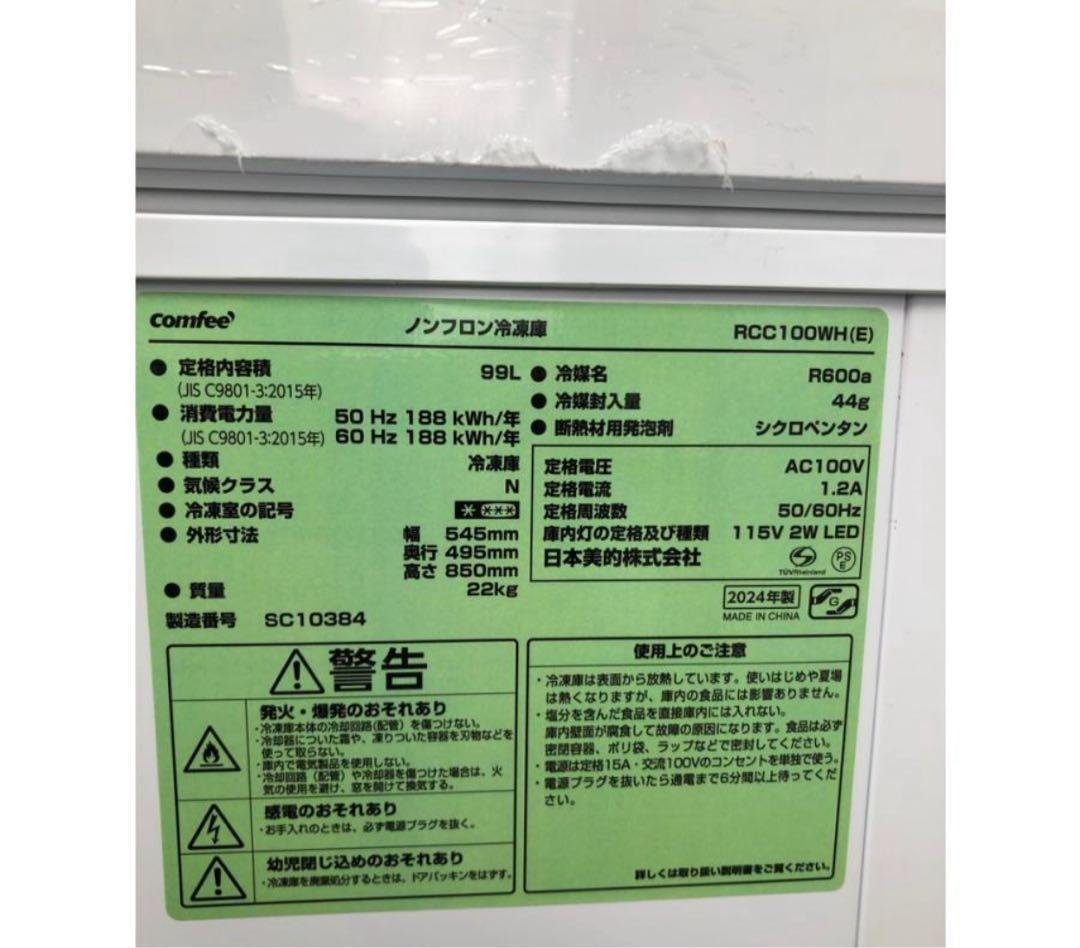 comfee
ノンフロン冷凍庫
RCC100WH(E)
● 定格内容積 99L
(JIS C9801-3:2015年)
● 消費電力量 50 Hz 188 kWh/年
(JIS C9801-3:2015年) 60 Hz 188 kWh/年
● 種類 冷凍庫
● 気候クラス N
● 冷凍室の記号
● 外形寸法 幅 545mm
奥行 495mm
高さ 850mm
● 質量 22kg
製造番号 SC10384
● 冷媒名 R600a
● 冷媒封入量 44g
● 断熱材用発泡剤 シクロペンタン
定格電圧 AC100V
定格電流 1.2A
定格周波数 50/60Hz
庫内灯の定格及び種類 115V 2W LED
日本美的株式会社
TÜVRheinland
PS
E
2024年製
MADE IN CHINA
G
警告
発火・爆発のおそれあり
・冷凍庫本体の冷却回路(配管)を傷つけない。
・冷却器についた霜や、凍りついた容器を刃物などを
使って取らない。
・庫内で電気製品を使用しない。
・冷却回路(配管)や冷却器を傷つけた場合は、火
気の使用を避け、窓を開けて換気する。
感電のおそれあり
・お手入れのときは、必ず電源プラグを抜く。
幼児閉じ込めのおそれあり
・冷凍庫を廃棄処分するときは、ドアパッキンをはずす。
使用上のご注意
・冷凍庫は表面から放熱しています。使いはじめや夏場
は熱くなりますが、庫内の食品には影響ありません。
・塩分を含んだ食品を直接庫内には入れない。
庫内壁面が腐食して故障の原因になります。食品は必ず
密閉容器、ポリ袋、ラップなどで密封してください。
・電源は定格15A・交流100Vのコンセントを単独で使う。
・電源プラグを抜いたら通電まで6分間以上待ってくだ
さい。
詳しくは取り扱い説明書をご覧ください。